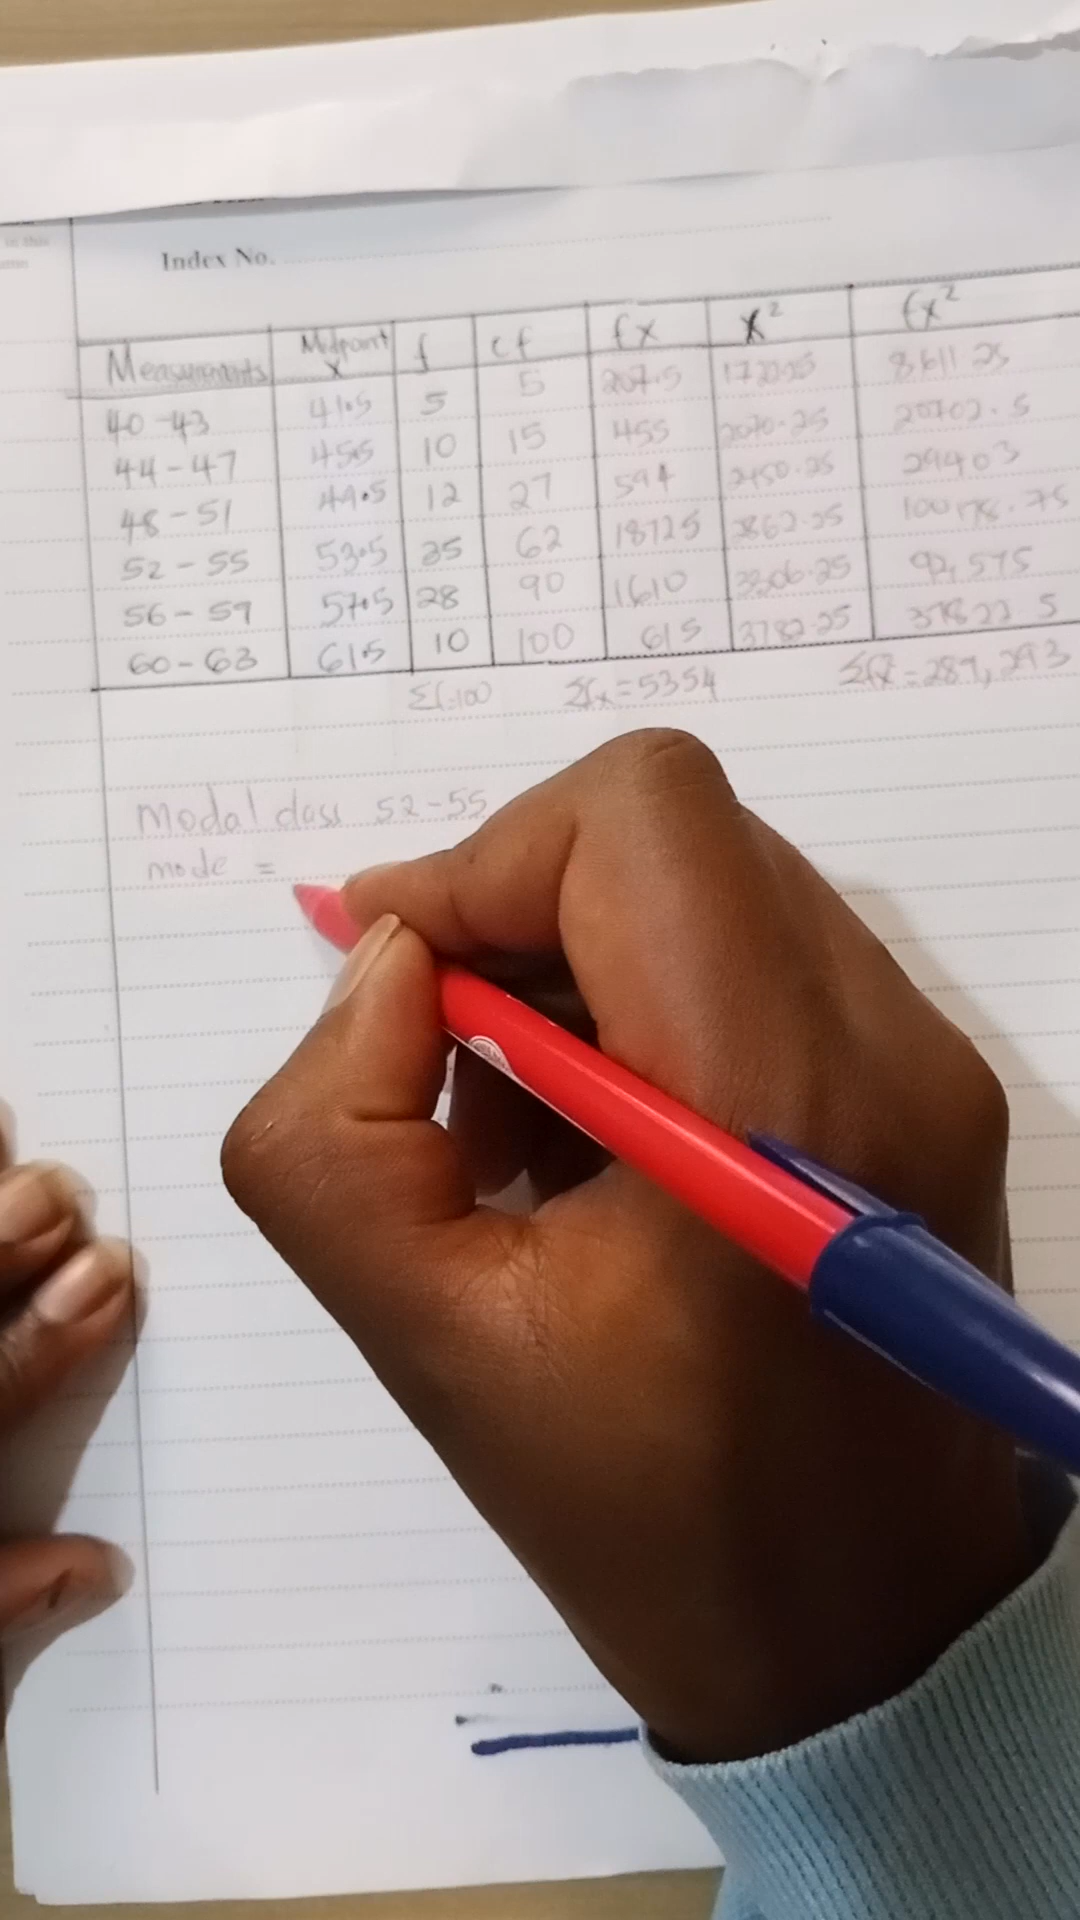 Index No.
Measurements Midpoint x f cf fx x² fx²
40-43 41.5 5 5 207.5 1722.25 8611.25
44-47 45.5 10 15 455 2070.25 20702.5
48-51 49.5 12 27 594 2450.25 29403
52-55 53.5 35 62 18725 2862.25 100178.75
56-59 57.5 28 90 1610 3306.25 92,575
60-63 61.5 10 100 615 3782.25 37822.5
Σf=100 Σfx=5354 Σfx²=289,293
Modal class 52-55
mode =